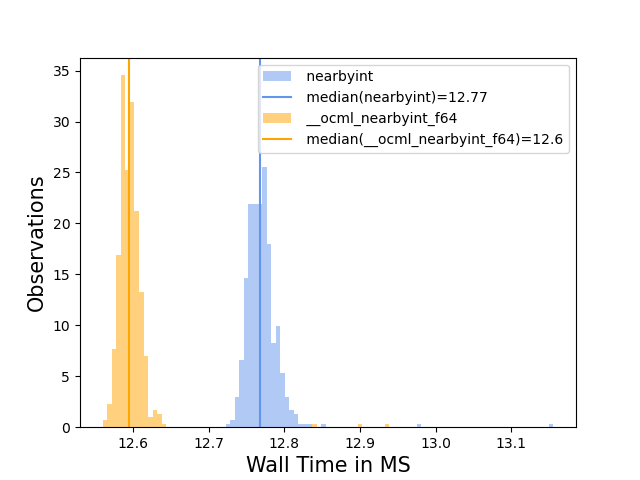 nearbyint
median(nearbyint)=12.77
__ocml_nearbyint_f64
median(__ocml_nearbyint_f64)=12.6
35
30
25
20
15
10
5
0
Observations
12.6 12.7 12.8 12.9 13.0 13.1
Wall Time in MS